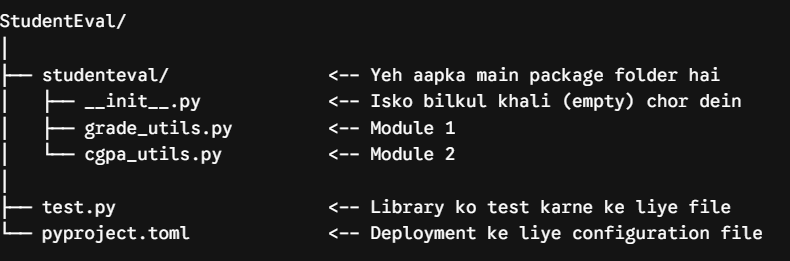 StudentEval/
│
├── studenteval/               <-- Yeh aapka main package folder hai
│   ├── __init__.py            <-- Isko bilkul khali (empty) chor dein
│   ├── grade_utils.py         <-- Module 1
│   └── cgpa_utils.py          <-- Module 2
│
├── test.py                    <-- Library ko test karne ke liye file
└── pyproject.toml             <-- Deployment ke liye configuration file